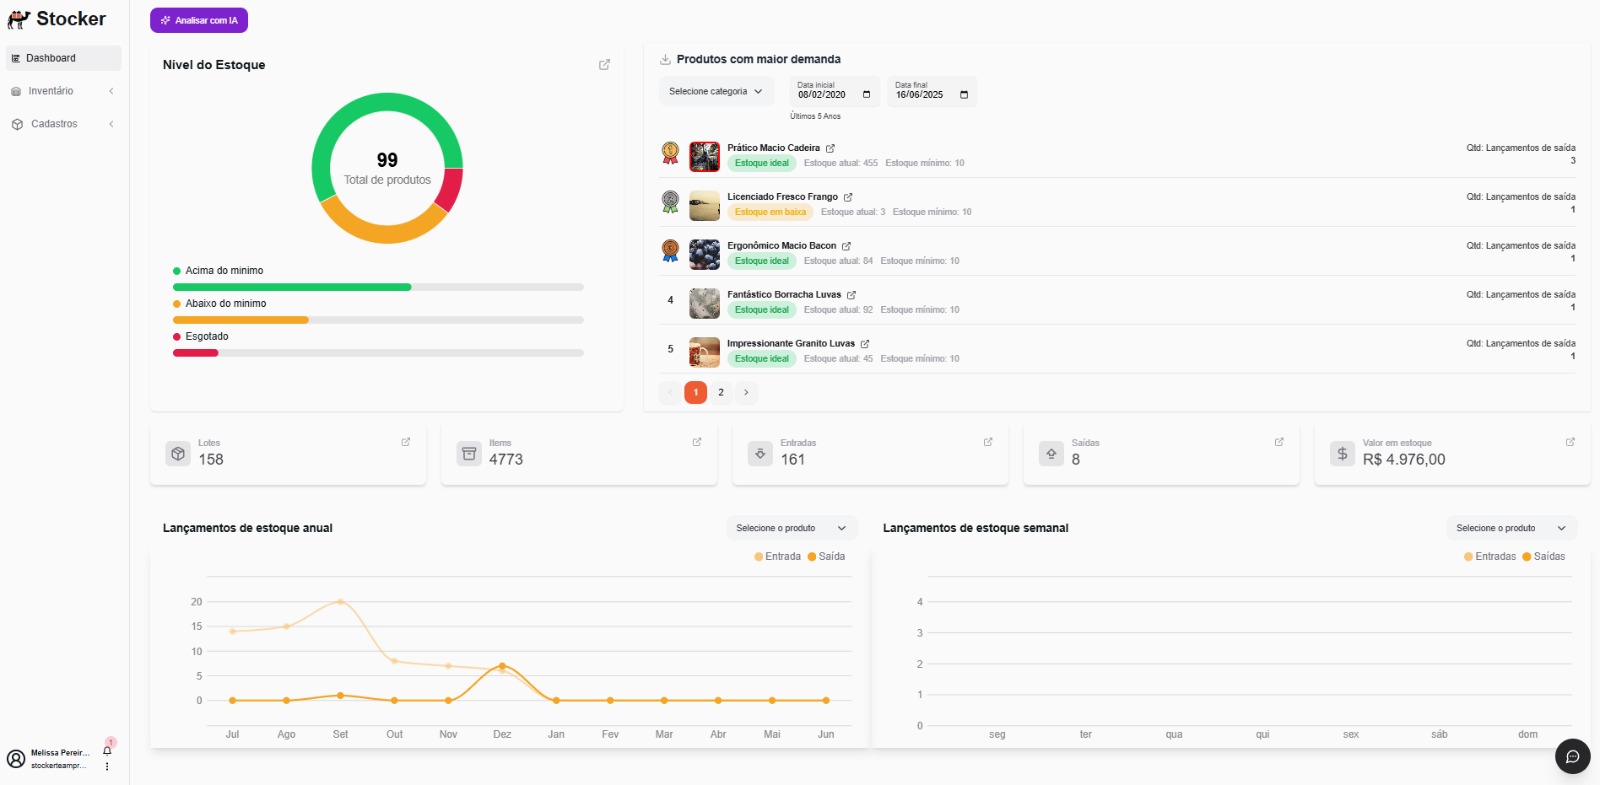 Stocker
Analisar com IA
Dashboard
Inventário
Cadastros
Nível do Estoque
99
Total de produtos
Acima do minimo
Abaixo do minimo
Esgotado
Produtos com maior demanda
Selecione categoria
Data inicial
08/02/2020
Data final
16/06/2025
Últimos 5 Anos
Prático Macio Cadeira
Estoque ideal Estoque atual: 455 Estoque mínimo: 10
Qtd: Lançamentos de saída
3
Licenciado Fresco Frango
Estoque em baixa Estoque atual: 3 Estoque mínimo: 10
Qtd: Lançamentos de saída
1
Ergonômico Macio Bacon
Estoque ideal Estoque atual: 84 Estoque mínimo: 10
Qtd: Lançamentos de saída
1
4
Fantástico Borracha Luvas
Estoque ideal Estoque atual: 92 Estoque mínimo: 10
Qtd: Lançamentos de saída
1
5
Impressionante Granito Luvas
Estoque ideal Estoque atual: 45 Estoque mínimo: 10
Qtd: Lançamentos de saída
1
1 2
Lotes
158
Items
4773
Entradas
161
Saídas
8
Valor em estoque
R$ 4.976,00
Lançamentos de estoque anual
Selecione o produto
Entrada Saída
20
15
10
5
0
Jul Ago Set Out Nov Dez Jan Fev Mar Abr Mai Jun
Lançamentos de estoque semanal
Selecione o produto
Entradas Saídas
4
3
2
1
0
seg ter qua qui sex sáb dom
Melissa Pereir...
stockerteampr...
1